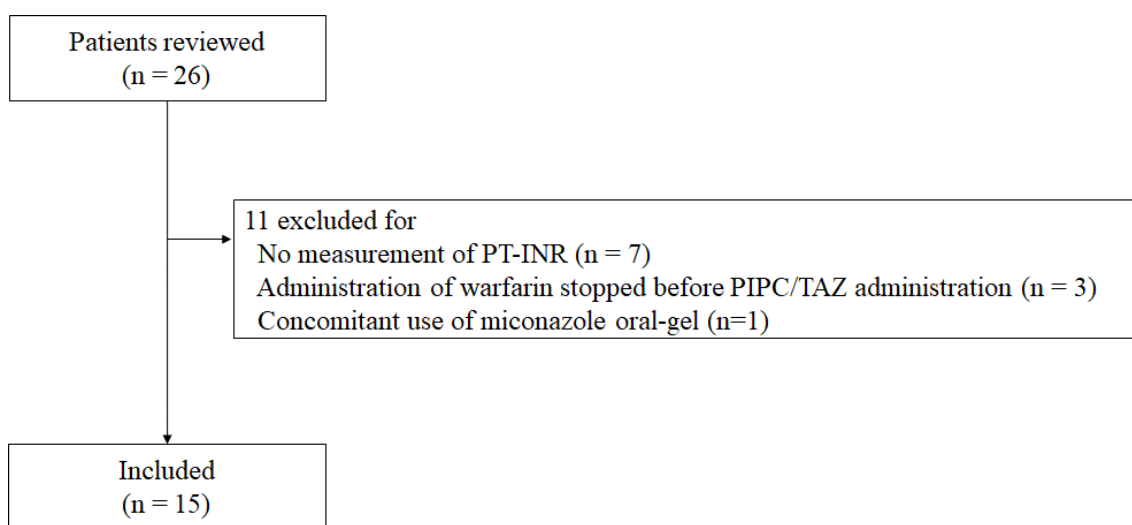 Patients reviewed
(n = 26)
11 excluded for
No measurement of PT-INR (n = 7)
Administration of warfarin stopped before PIPC/TAZ administration (n = 3)
Concomitant use of miconazole oral-gel (n=1)
Included
(n = 15)